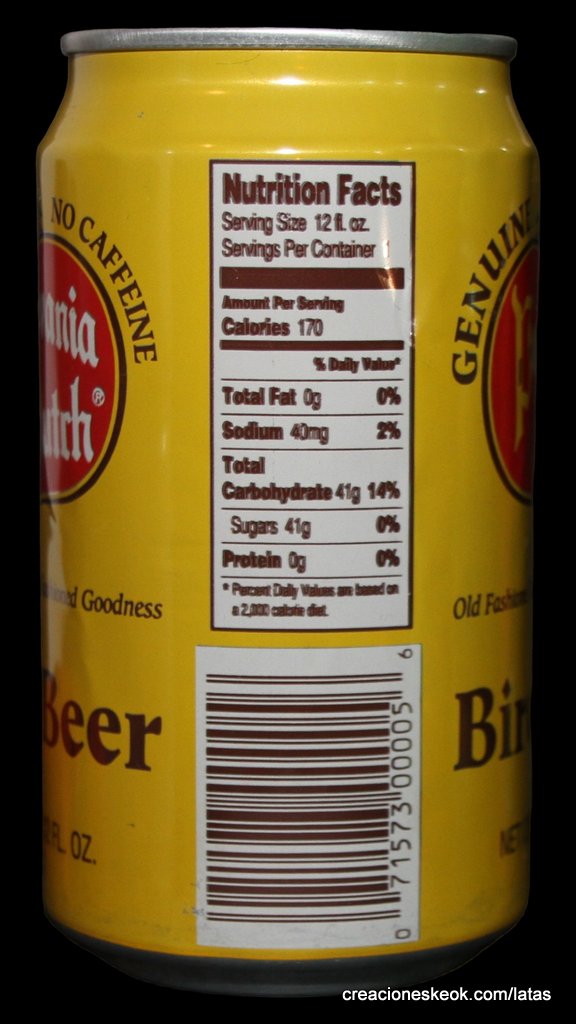 NO CAFFEINE
ania
utch®
Goodness
Beer
FL. OZ.
Nutrition Facts
Serving Size 12 fl. oz.
Servings Per Container 1
Amount Per Serving
Calories 170
% Daily Value*
Total Fat 0g 0%
Sodium 40mg 2%
Total
Carbohydrate 41g 14%
Sugars 41g 0%
Protein 0g 0%
* Percent Daily Values are based on
a 2,000 calorie diet.
0 71573 00005 6
GENUINE
Old Fashion
Bir
NET
creacioneskeok.com/latas